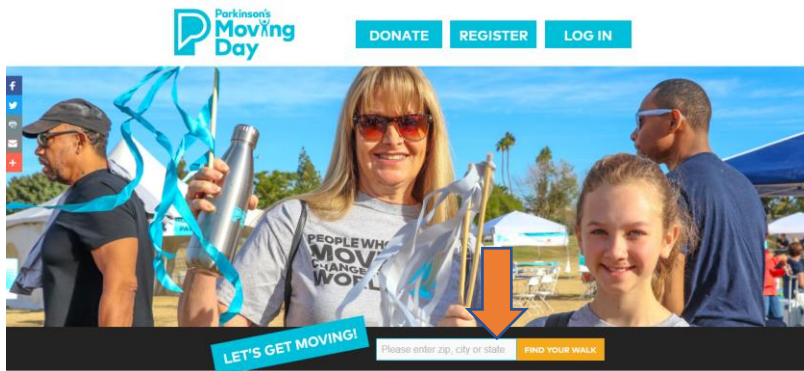 Parkinson's
Moving
Day
DONATE
REGISTER
LOG IN
PEOPLE WHO
MOVE
CHANGE
WORLD
LET'S GET MOVING!
Please enter zip, city or state
FIND YOUR WALK